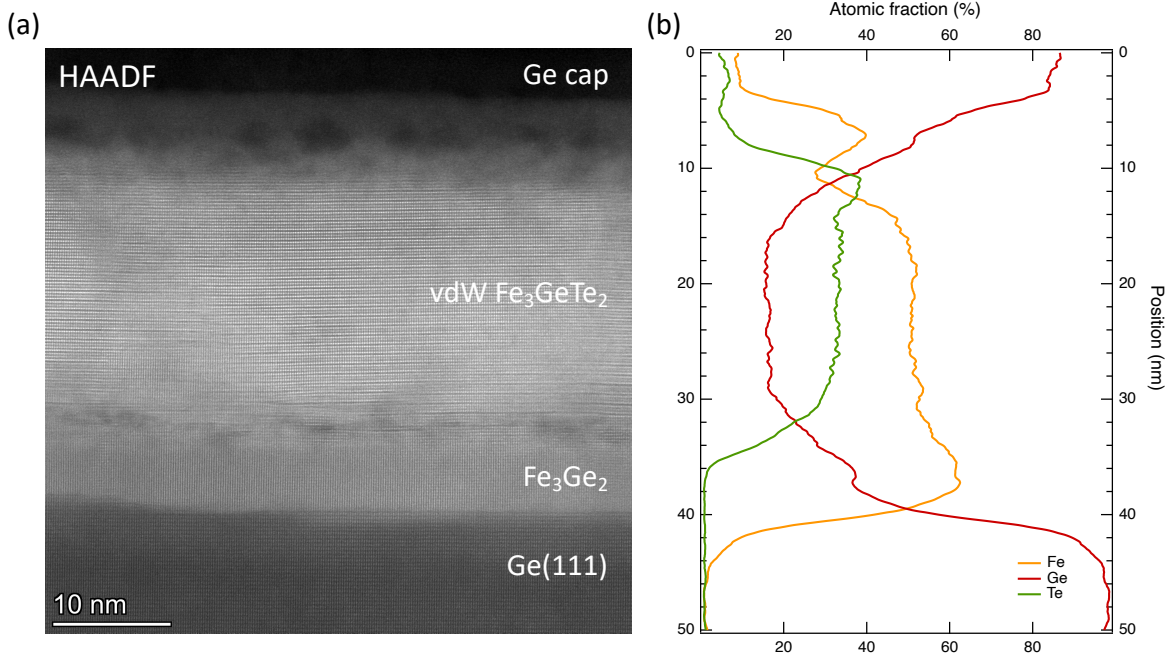 (a)
HAADF
Ge cap
vdW Fe₃GeTe₂
Fe₃Ge₂
Ge(111)
10 nm
(b)
Atomic fraction (%)
20 40 60 80
0 0
10 10
20 20
30 30
40 40
50 50
Position (nm)
Fe
Ge
Te
20 40 60 80